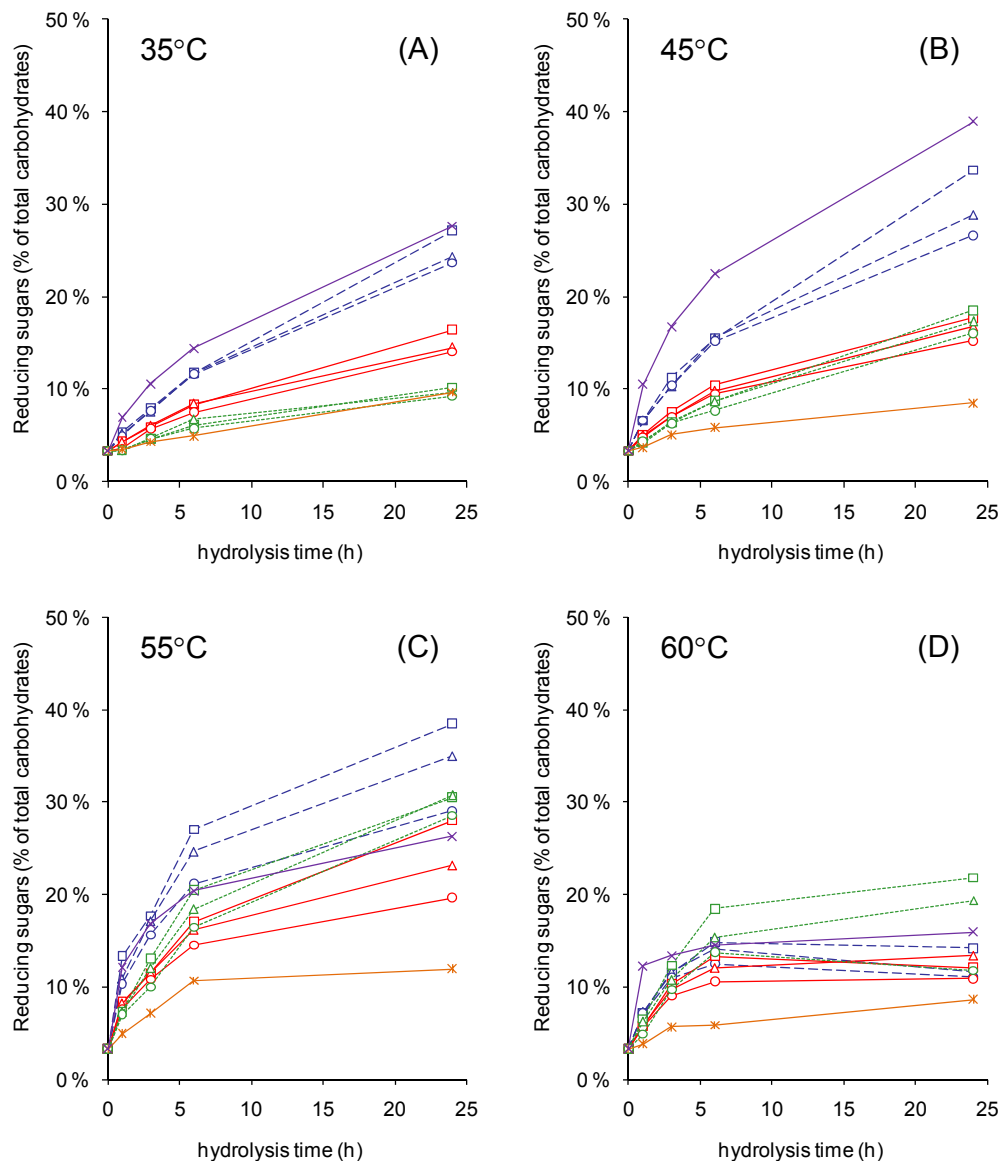 50 %
40 %
30 %
20 %
10 %
0 %
Reducing sugars (% of total carbohydrates)
35°C (A)
0 5 10 15 20 25
hydrolysis time (h)
50 %
40 %
30 %
20 %
10 %
0 %
Reducing sugars (% of total carbohydrates)
45°C (B)
0 5 10 15 20 25
hydrolysis time (h)
50 %
40 %
30 %
20 %
10 %
0 %
Reducing sugars (% of total carbohydrates)
55°C (C)
0 5 10 15 20 25
hydrolysis time (h)
50 %
40 %
30 %
20 %
10 %
0 %
Reducing sugars (% of total carbohydrates)
60°C (D)
0 5 10 15 20 25
hydrolysis time (h)